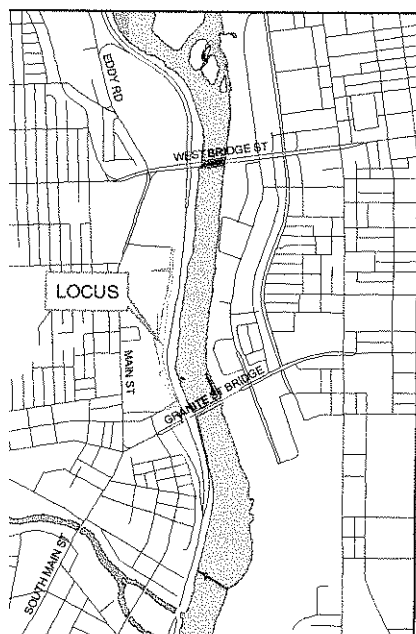 EDDY RD
WEST BRIDGE ST
LOCUS
MAIN ST
GRANITE ST BRIDGE
SOUTH MAIN ST